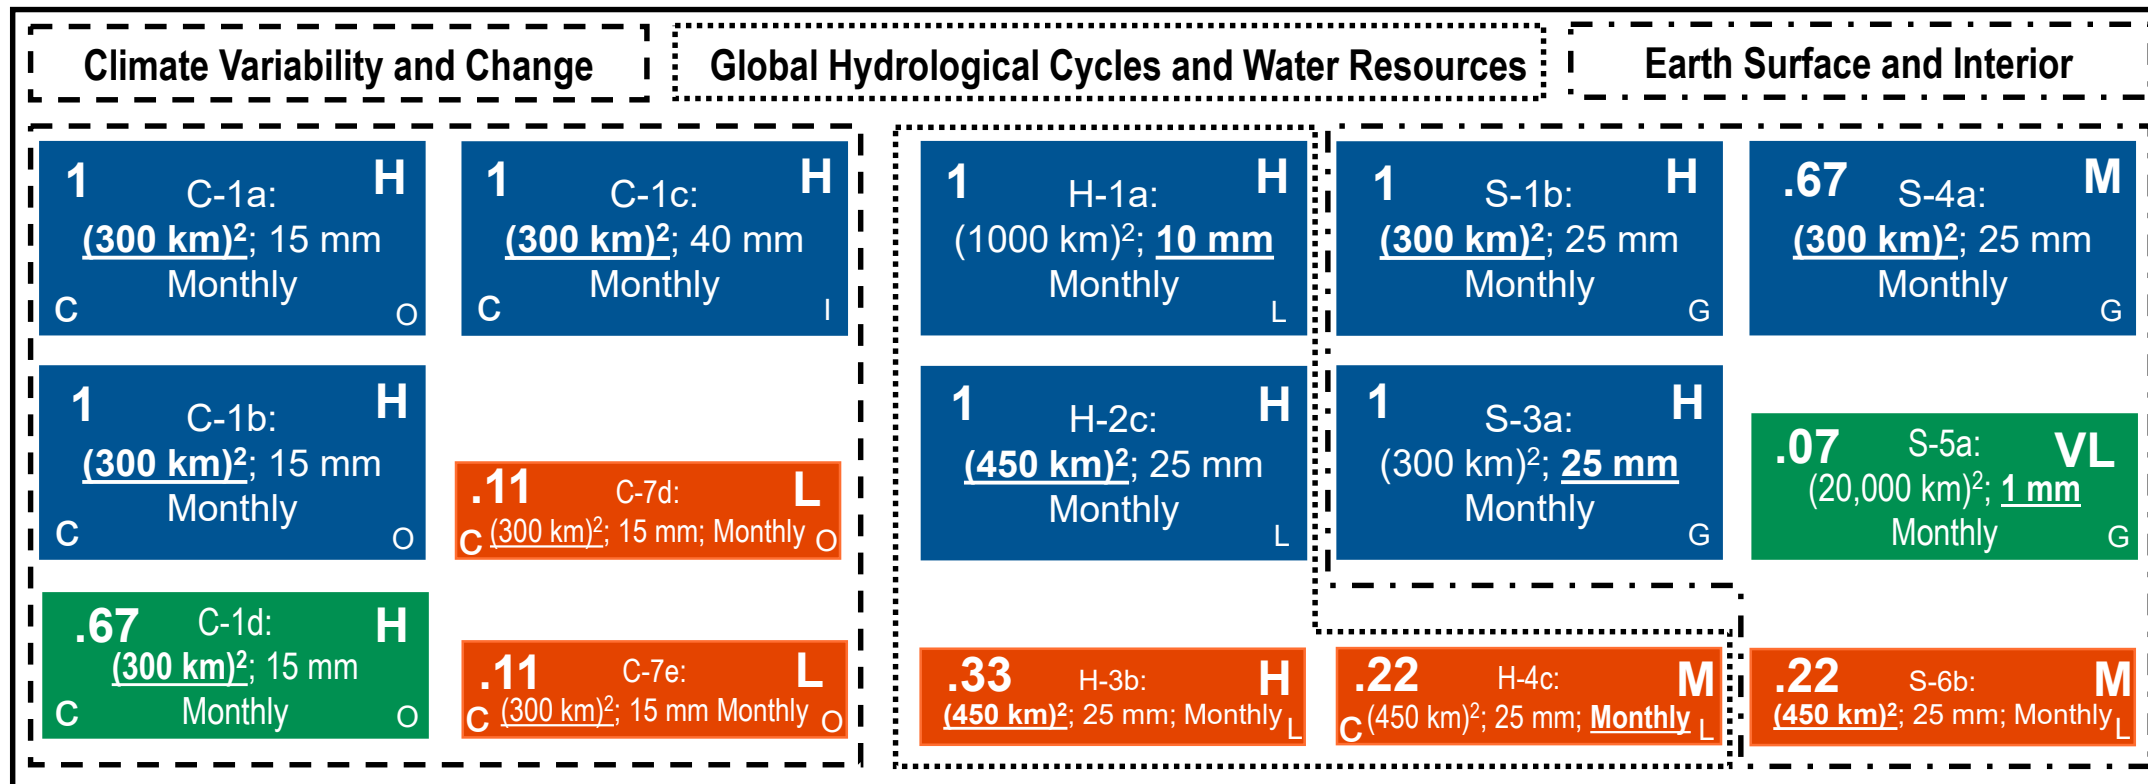 Climate Variability and Change
Global Hydrological Cycles and Water Resources
Earth Surface and Interior
1 H
C-1a:
(300 km)²; 15 mm
Monthly
C O
1 H
C-1c:
(300 km)²; 40 mm
Monthly
C I
1 H
H-1a:
(1000 km)²; 10 mm
Monthly
L
1 H
S-1b:
(300 km)²; 25 mm
Monthly
G
.67 M
S-4a:
(300 km)²; 25 mm
Monthly
G
1 H
C-1b:
(300 km)²; 15 mm
Monthly
C O
.11 C-7d: L
C (300 km)²; 15 mm; Monthly O
1 H
H-2c:
(450 km)²; 25 mm
Monthly
L
1 H
S-3a:
(300 km)²; 25 mm
Monthly
G
.07 S-5a: VL
(20,000 km)²; 1 mm
Monthly G
.67 C-1d: H
(300 km)²; 15 mm
C Monthly O
.11 C-7e: L
C (300 km)²; 15 mm Monthly O
.33 H-3b: H
(450 km)²; 25 mm; Monthly L
.22 H-4c: M
C (450 km)²; 25 mm; Monthly L
.22 S-6b: M
(450 km)²; 25 mm; Monthly L